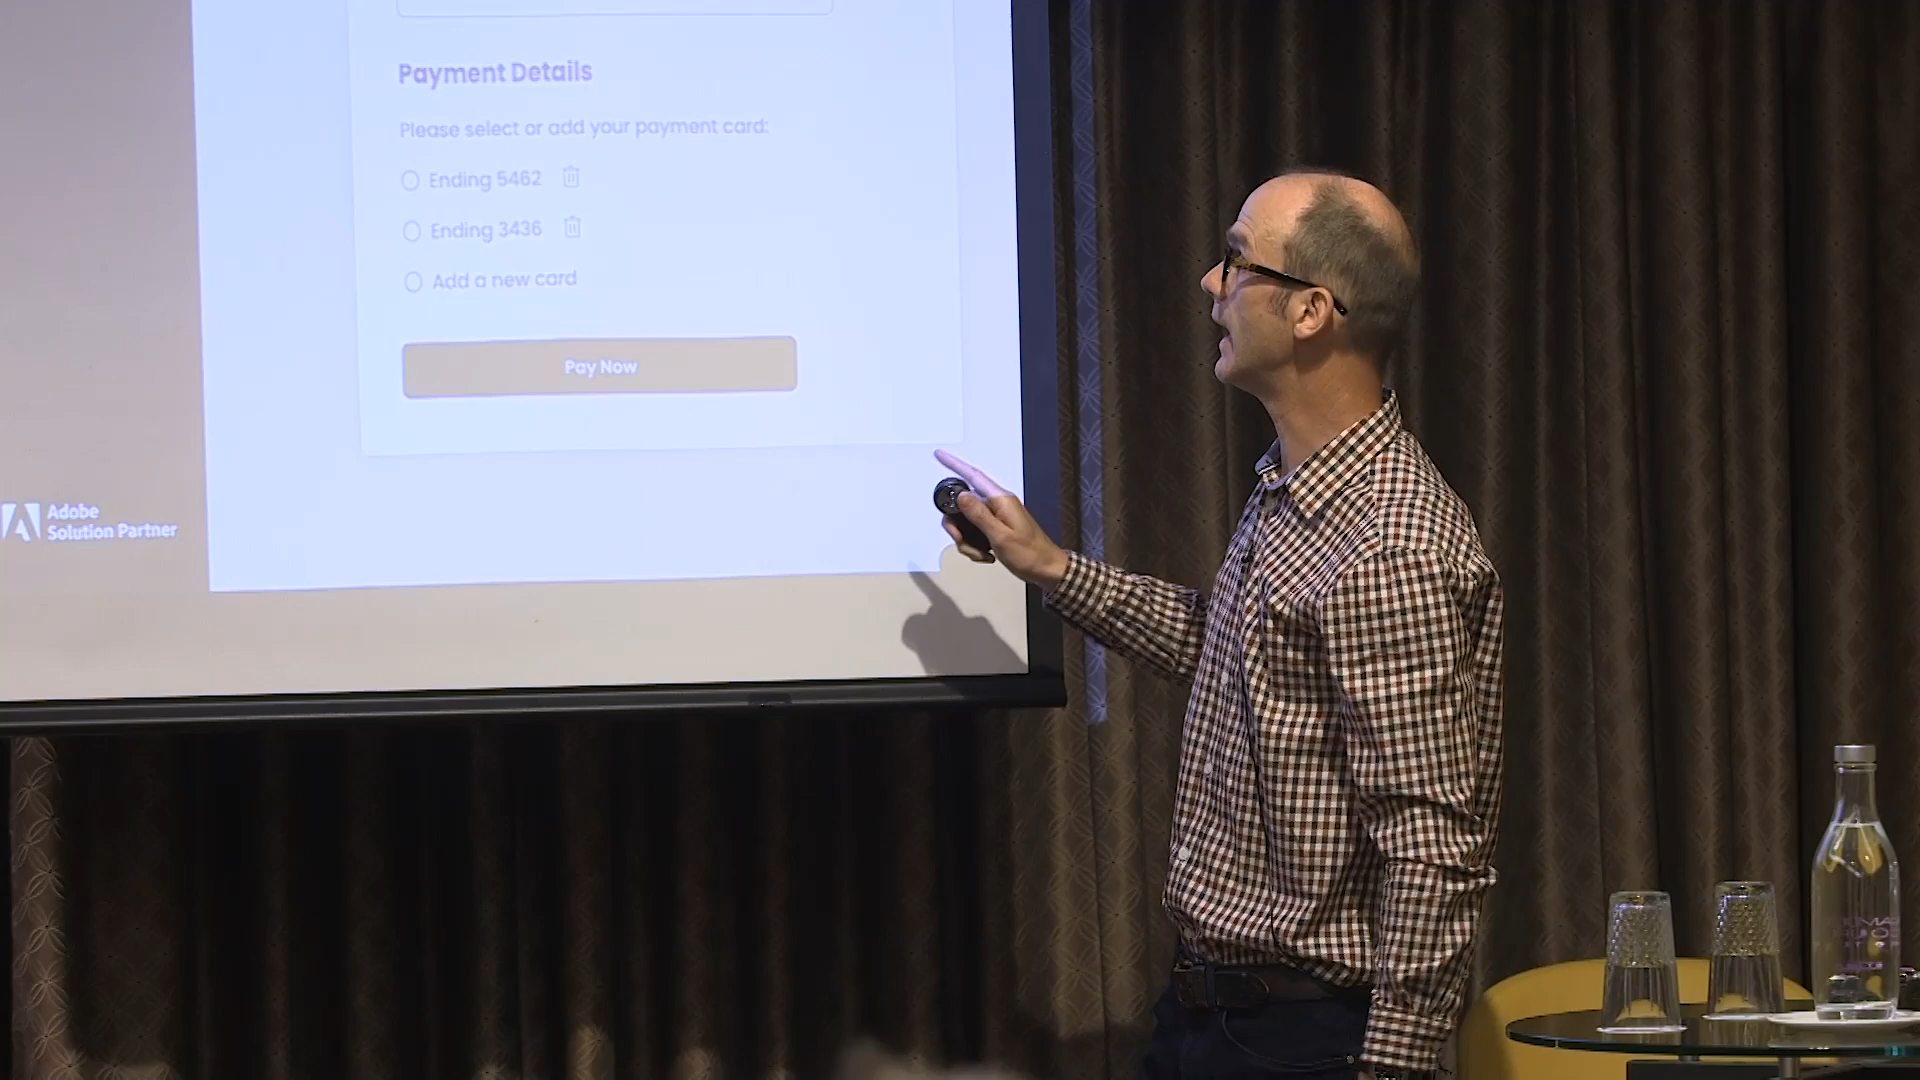 Payment Details
Please select or add your payment card:
Ending 5462
Ending 3436
Add a new card
Pay Now
Adobe
Solution Partner